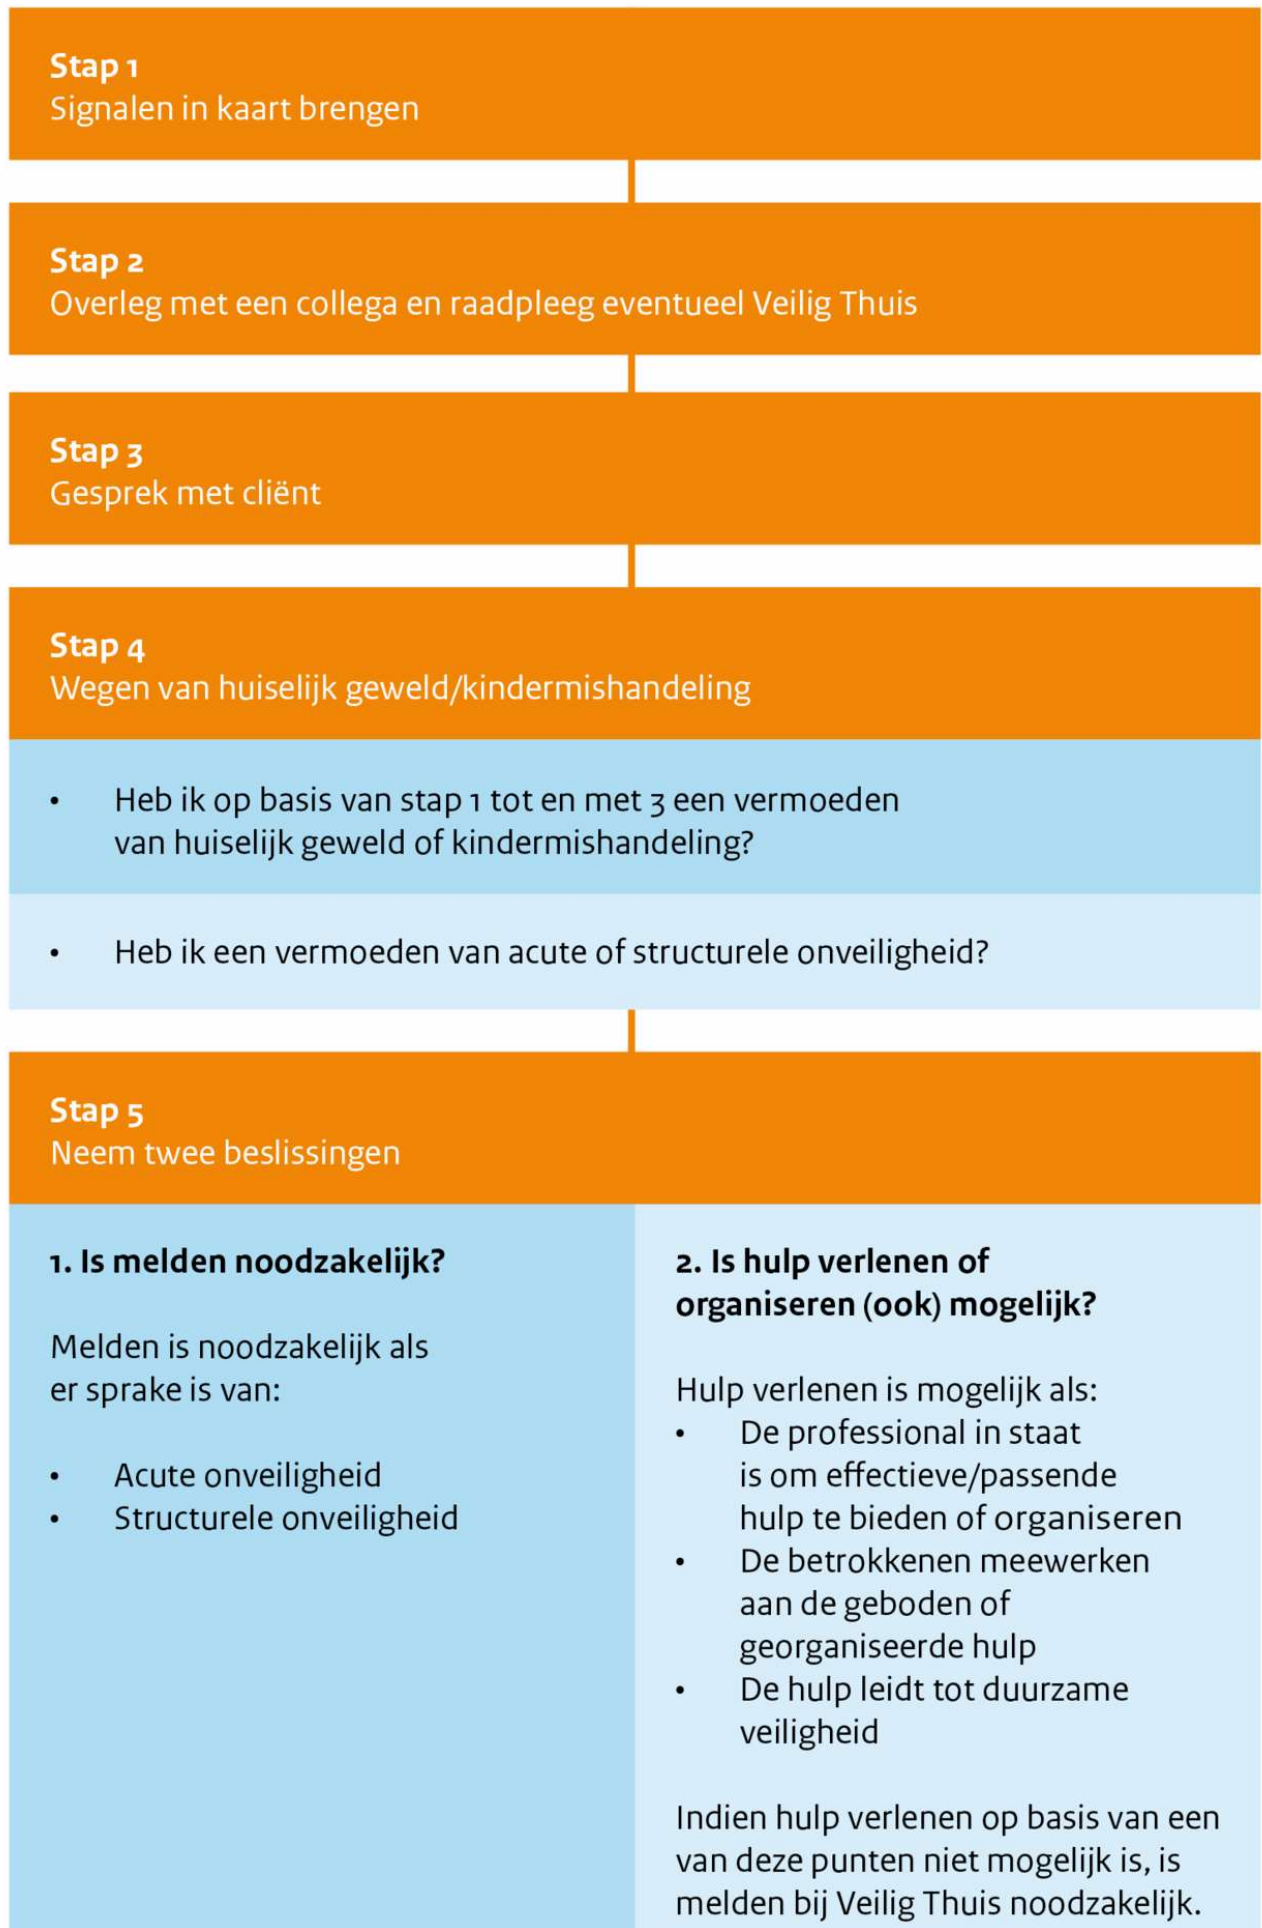 Stap 1
Signalen in kaart brengen
Stap 2
Overleg met een collega en raadpleeg eventueel Veilig Thuis
Stap 3
Gesprek met cliënt
Stap 4
Wegen van huiselijk geweld/kindermishandeling
• Heb ik op basis van stap 1 tot en met 3 een vermoeden
van huiselijk geweld of kindermishandeling?
• Heb ik een vermoeden van acute of structurele onveiligheid?
Stap 5
Neem twee beslissingen
1. Is melden noodzakelijk?
Melden is noodzakelijk als
er sprake is van:
• Acute onveiligheid
• Structurele onveiligheid
2. Is hulp verlenen of
organiseren (ook) mogelijk?
Hulp verlenen is mogelijk als:
• De professional in staat
is om effectieve/passende
hulp te bieden of organiseren
• De betrokkenen meewerken
aan de geboden of
georganiseerde hulp
• De hulp leidt tot duurzame
veiligheid
Indien hulp verlenen op basis van een
van deze punten niet mogelijk is, is
melden bij Veilig Thuis noodzakelijk.